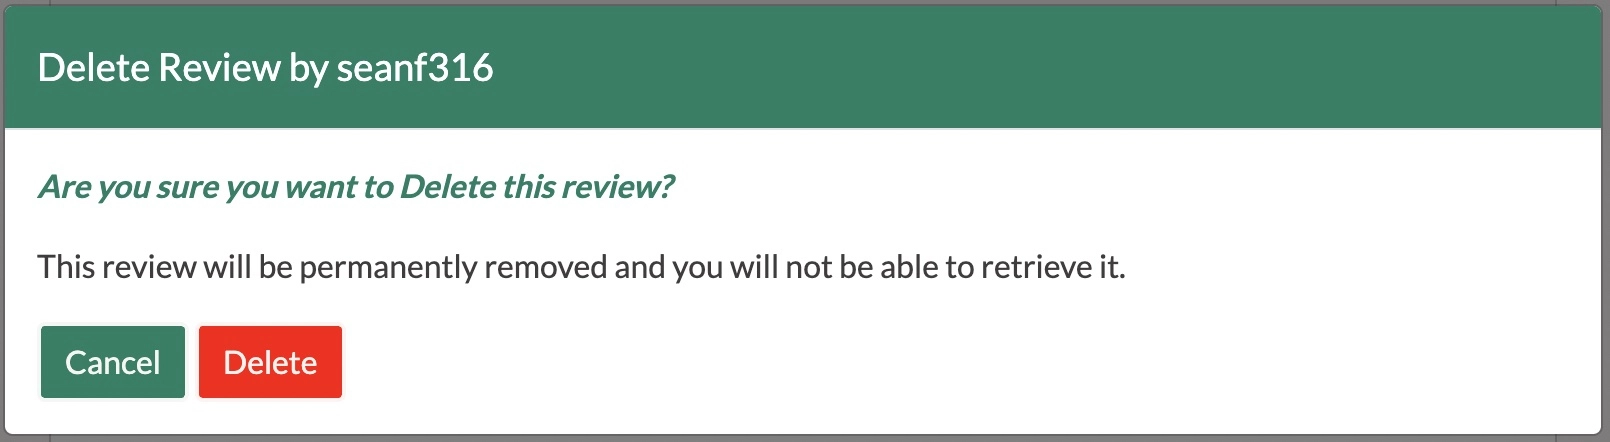 Delete Review by seanf316
Are you sure you want to Delete this review?
This review will be permanently removed and you will not be able to retrieve it.
Cancel Delete